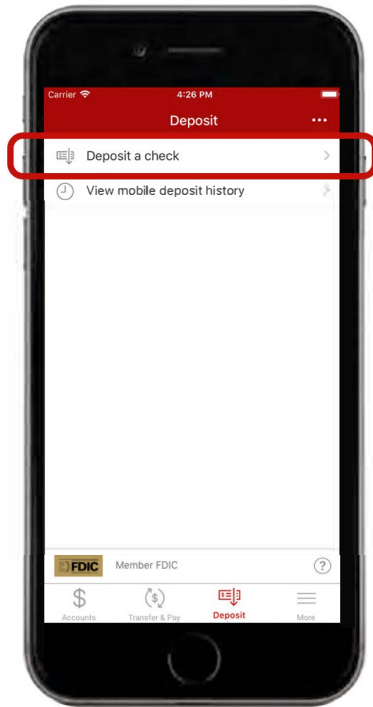 Carrier 4:26 PM
Deposit
Deposit a check
View mobile deposit history
FDIC Member FDIC
Accounts Transfer & Pay Deposit More